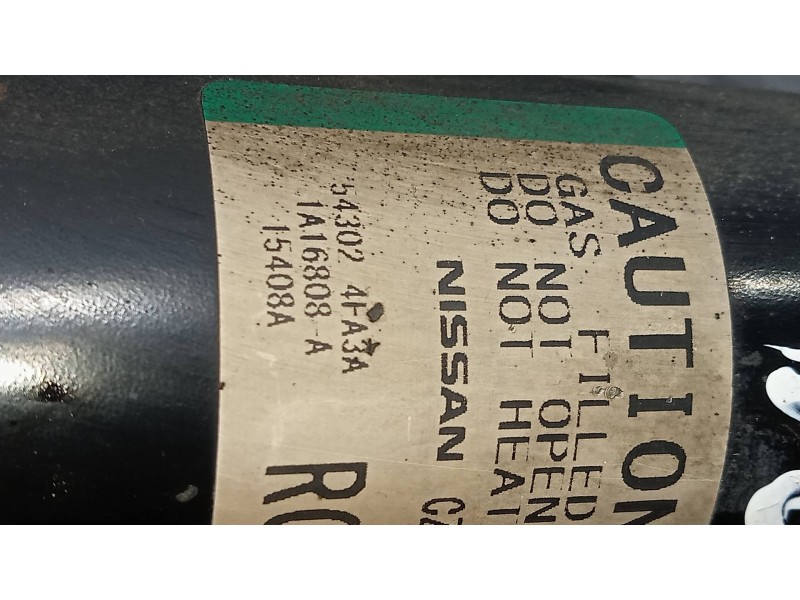 CAUTION
GAS FILLED
DO NOT OPEN
DO NOT HEAT
NISSAN
54302 4FA3A
1A16808-A
15408A